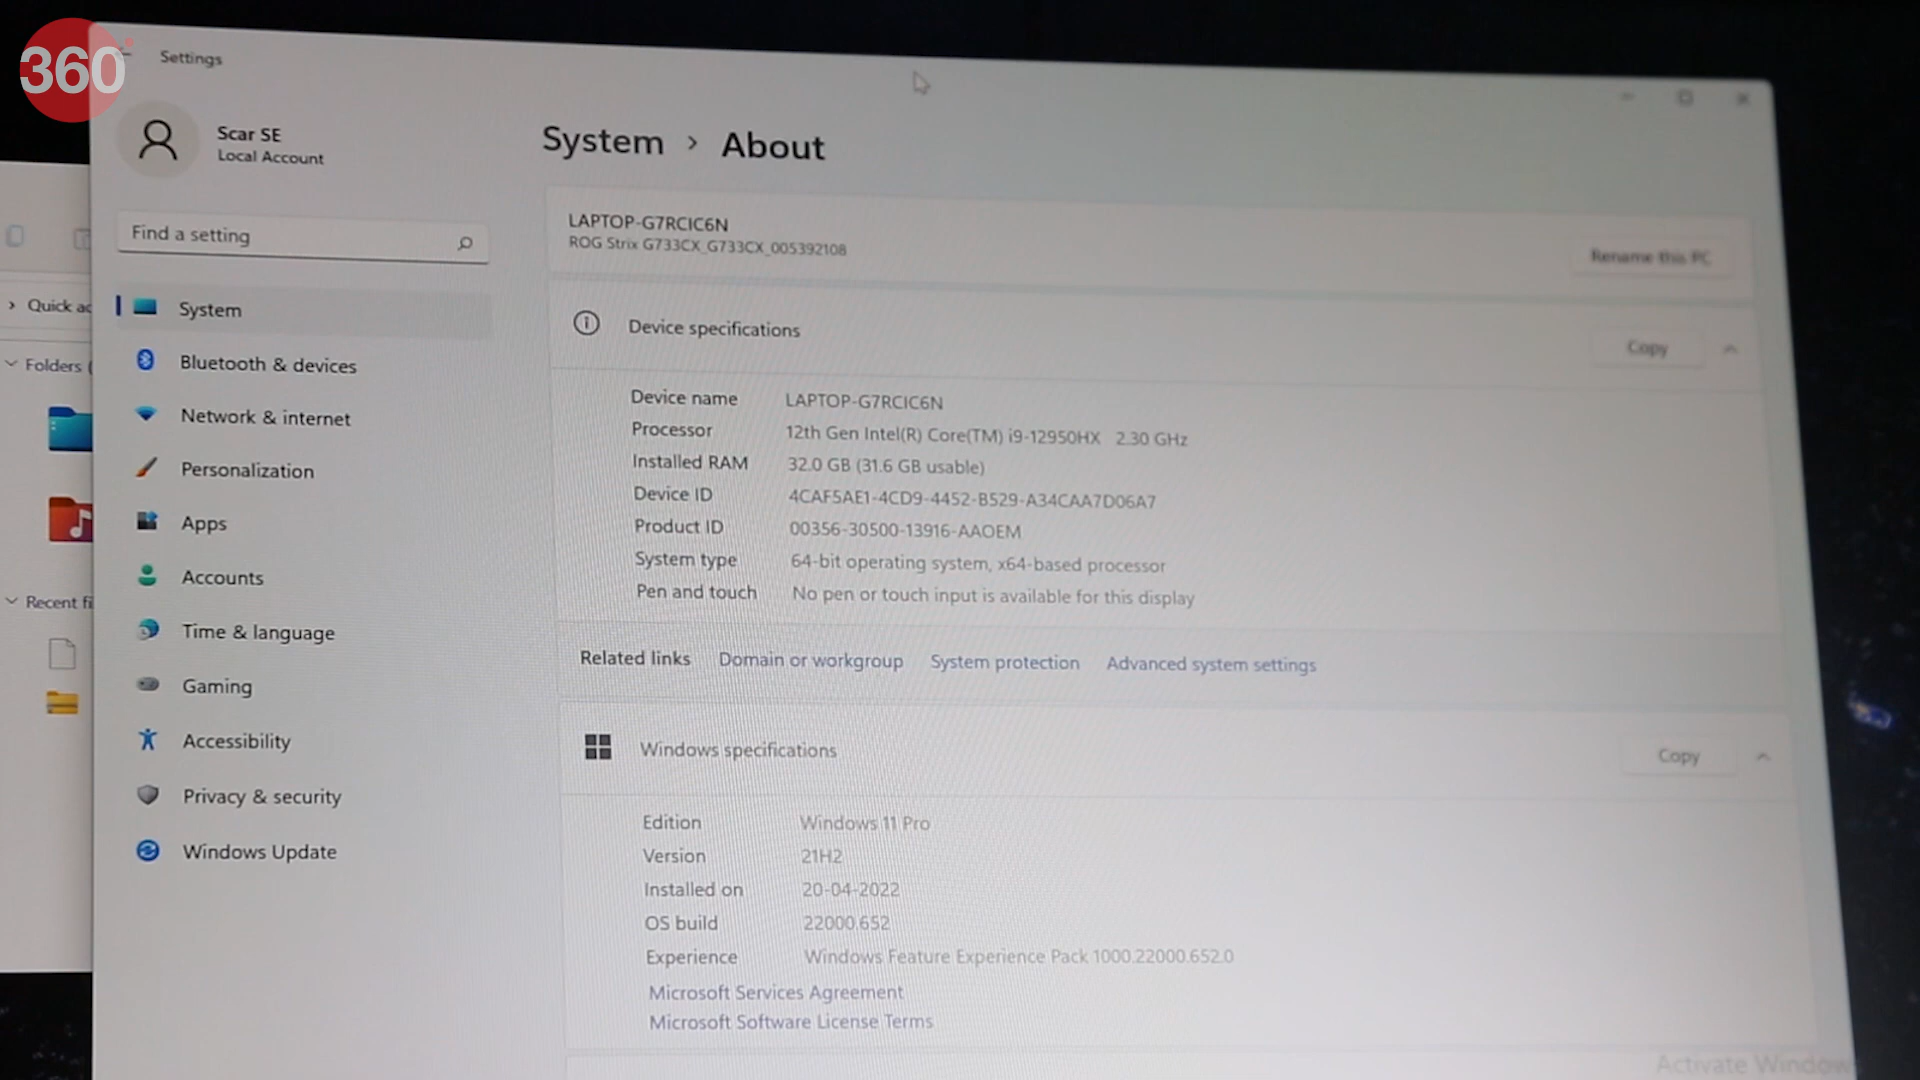 360°
Settings
Scar SE
Local Account
Find a setting
System
Bluetooth & devices
Network & internet
Personalization
Apps
Accounts
Time & language
Gaming
Accessibility
Privacy & security
Windows Update
Quick ac
Folders (
Recent fi
System > About
LAPTOP-G7RCIC6N
ROG Strix G733CX_G733CX_005392108
Rename this PC
Device specifications
Copy
Device name LAPTOP-G7RCIC6N
Processor 12th Gen Intel(R) Core(TM) i9-12950HX 2.30 GHz
Installed RAM 32.0 GB (31.6 GB usable)
Device ID 4CAF5AE1-4CD9-4452-B529-A34CAA7D06A7
Product ID 00356-30500-13916-AAOEM
System type 64-bit operating system, x64-based processor
Pen and touch No pen or touch input is available for this display
Related links Domain or workgroup System protection Advanced system settings
Windows specifications
Copy
Edition Windows 11 Pro
Version 21H2
Installed on 20-04-2022
OS build 22000.652
Experience Windows Feature Experience Pack 1000.22000.652.0
Microsoft Services Agreement
Microsoft Software License Terms
Activate Windows